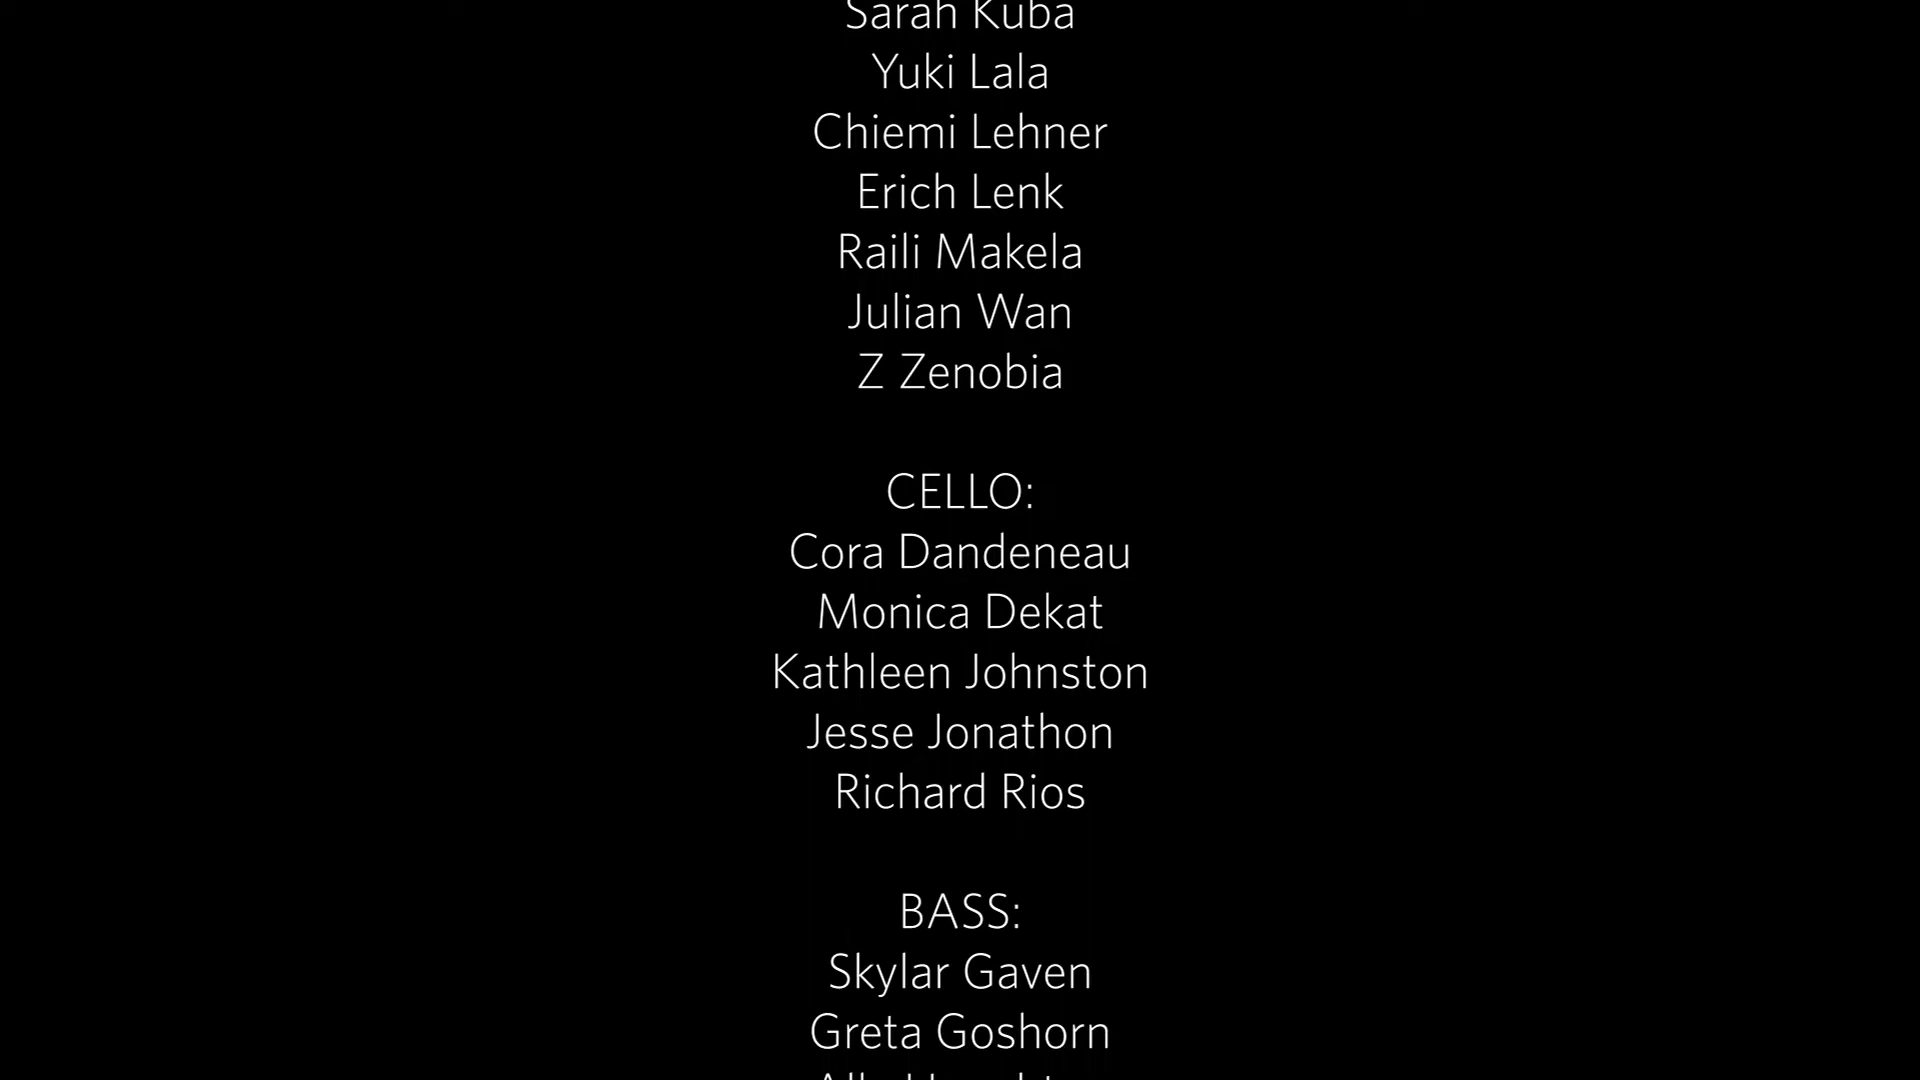 Sarah Kuba
Yuki Lala
Chiemi Lehner
Erich Lenk
Raili Makela
Julian Wan
Z Zenobia
CELLO:
Cora Dandeneau
Monica Dekat
Kathleen Johnston
Jesse Jonathon
Richard Rios
BASS:
Skylar Gaven
Greta Goshorn